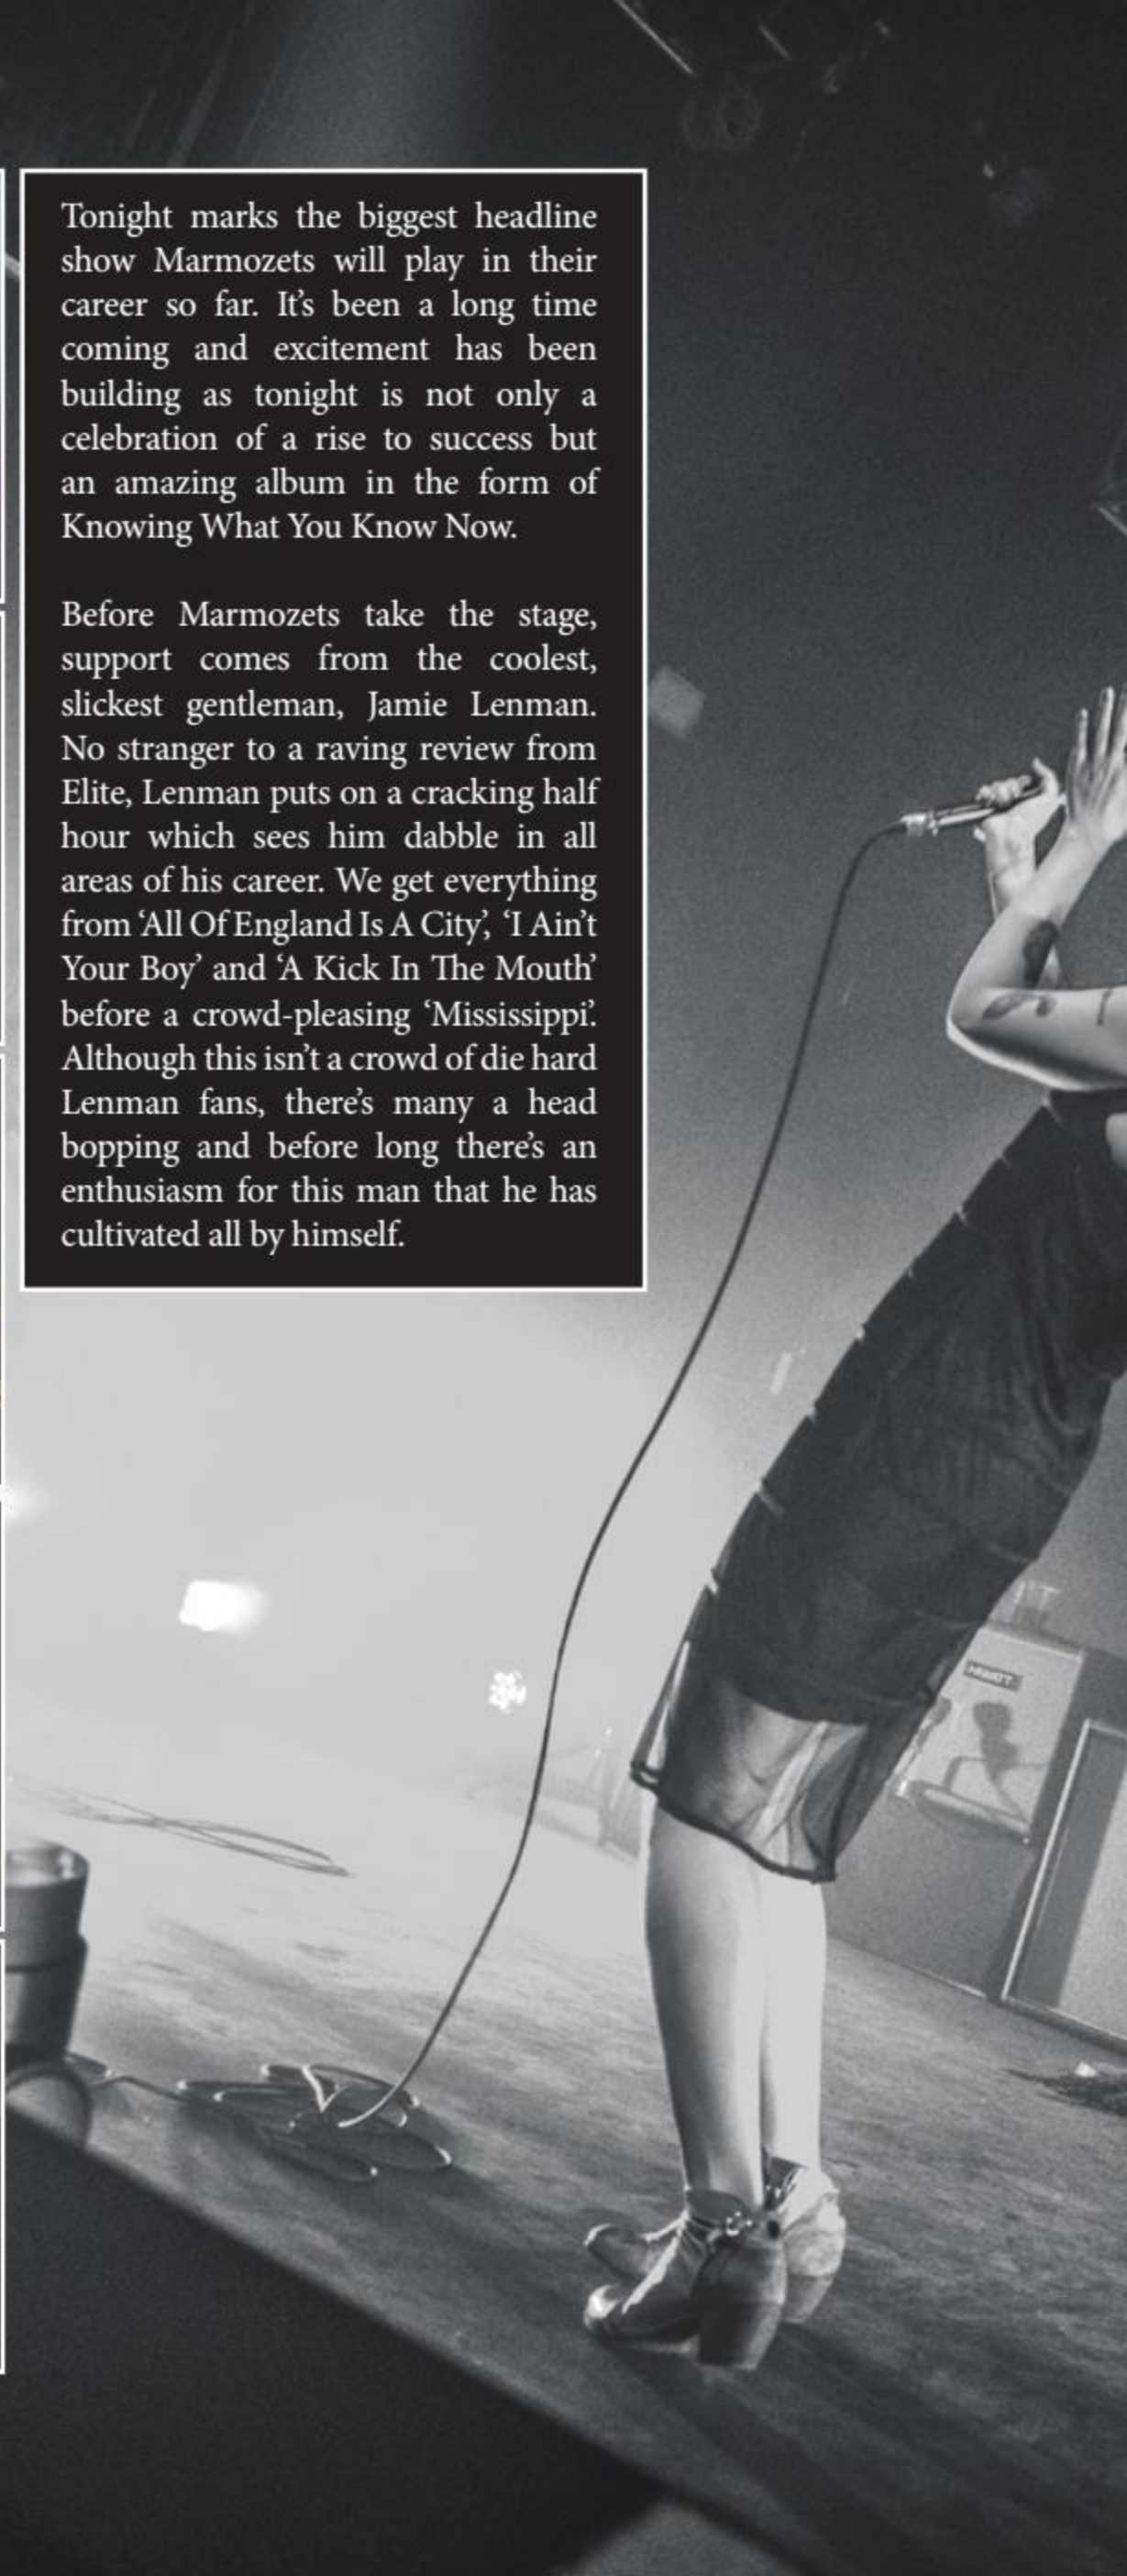 Tonight marks the biggest headline
show Marmozets will play in their
career so far. It’s been a long time
coming and excitement has been
building as tonight is not only a
celebration of a rise to success but
an amazing album in the form of
Knowing What You Know Now.
Before Marmozets take the stage,
support comes from the coolest,
slickest gentleman, Jamie Lenman.
No stranger to a raving review from
Elite, Lenman puts on a cracking half
hour which sees him dabble in all
areas of his career. We get everything
from ‘All Of England Is A City’, ‘I Ain’t
Your Boy’ and ‘A Kick In The Mouth’
before a crowd-pleasing ‘Mississippi’.
Although this isn’t a crowd of die hard
Lenman fans, there’s many a head
bopping and before long there’s an
enthusiasm for this man that he has
cultivated all by himself.
HIWATT